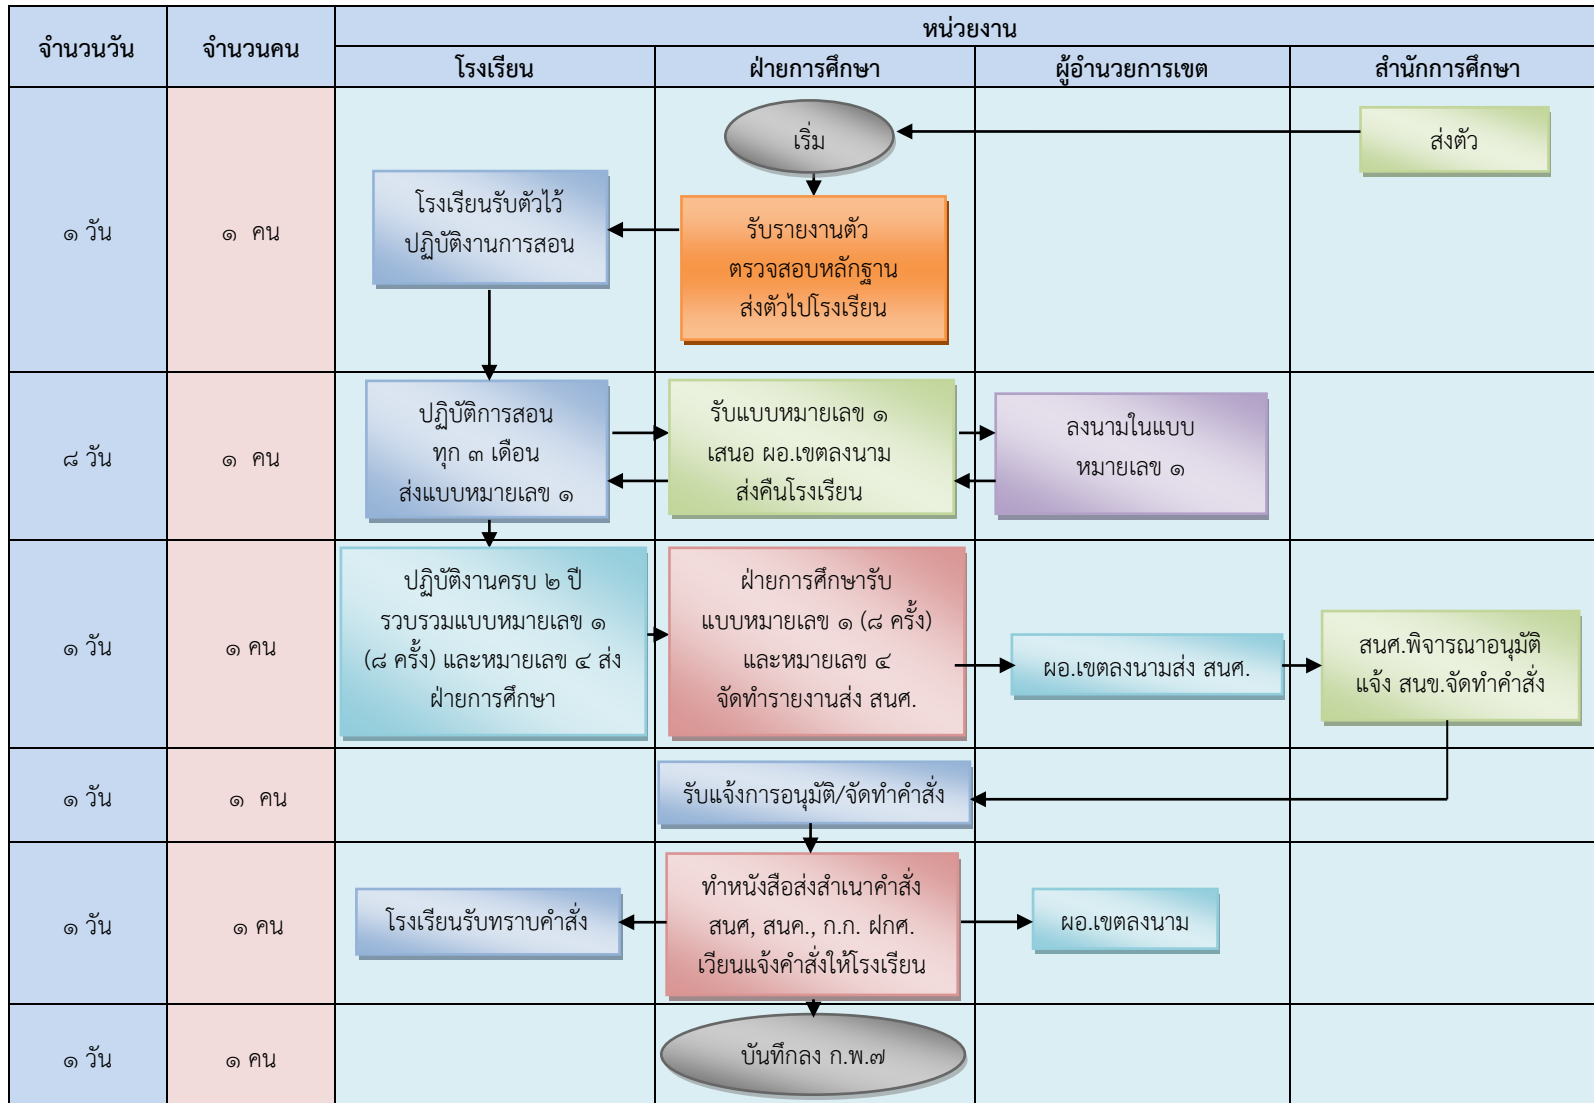 จำนวนวัน
จำนวนคน
หน่วยงาน
โรงเรียน
ฝ่ายการศึกษา
ผู้อำนวยการเขต
สำนักการศึกษา
๑ วัน
๑ คน
เริ่ม
ส่งตัว
โรงเรียนรับตัวไว้
ปฏิบัติงานการสอน
รับรายงานตัว
ตรวจสอบหลักฐาน
ส่งตัวไปโรงเรียน
๘ วัน
๑ คน
ปฏิบัติการสอน
ทุก ๓ เดือน
ส่งแบบหมายเลข ๑
รับแบบหมายเลข ๑
เสนอ ผอ.เขตลงนาม
ส่งคืนโรงเรียน
ลงนามในแบบ
หมายเลข ๑
๑ วัน
๑ คน
ปฏิบัติงานครบ ๒ ปี
รวบรวมแบบหมายเลข ๑
(๘ ครั้ง) และหมายเลข ๔ ส่ง
ฝ่ายการศึกษา
ฝ่ายการศึกษารับ
แบบหมายเลข ๑ (๘ ครั้ง)
และหมายเลข ๔
จัดทำรายงานส่ง สนศ.
ผอ.เขตลงนามส่ง สนศ.
สนศ.พิจารณาอนุมัติ
แจ้ง สนข.จัดทำคำสั่ง
๑ วัน
๑ คน
รับแจ้งการอนุมัติ/จัดทำคำสั่ง
๑ วัน
๑ คน
โรงเรียนรับทราบคำสั่ง
ทำหนังสือส่งสำเนาคำสั่ง
สนศ, สนค., ก.ก. ฝกศ.
เวียนแจ้งคำสั่งให้โรงเรียน
ผอ.เขตลงนาม
๑ วัน
๑ คน
บันทึกลง ก.พ.๗